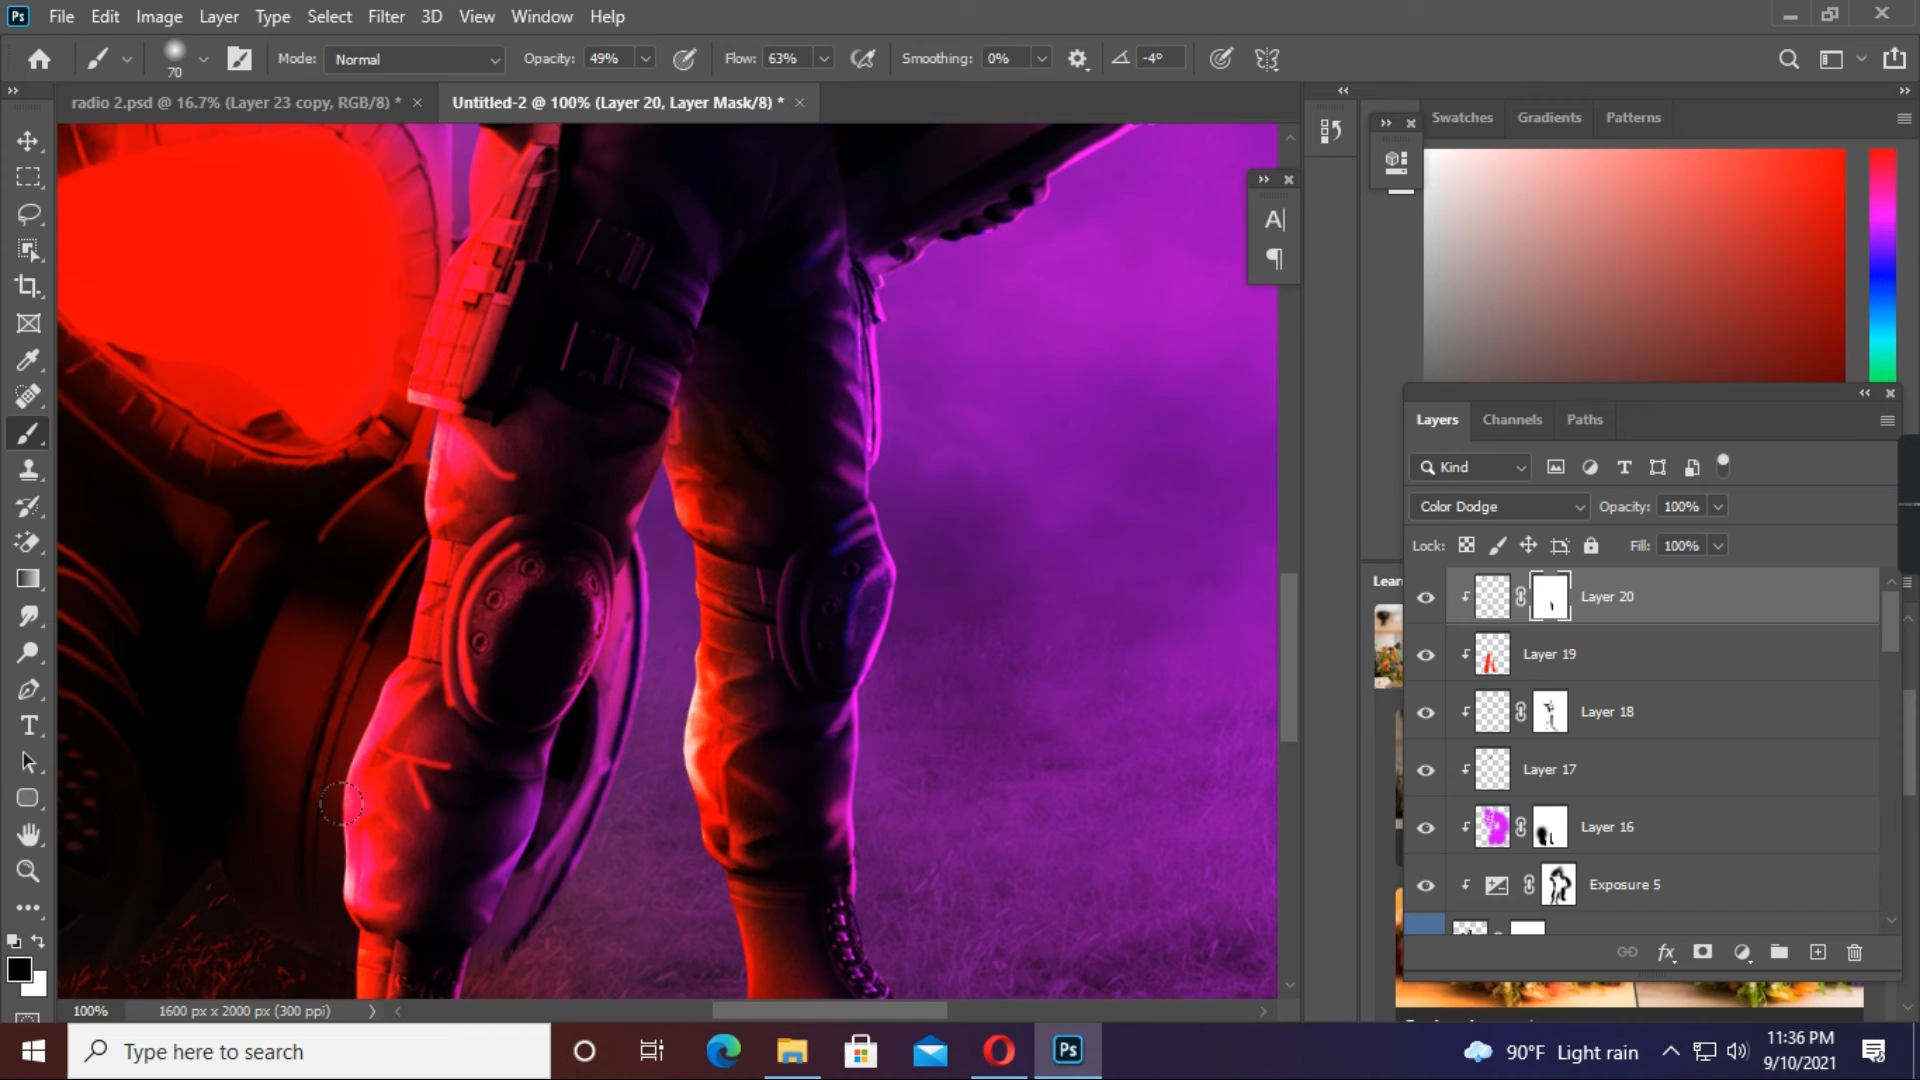 Ps File Edit Image Layer Type Select Filter 3D View Window Help
70 Mode: Normal Opacity: 49% Flow: 63% Smoothing: 0% -4°
radio 2.psd @ 16.7% (Layer 23 copy, RGB/8) * × Untitled-2 @ 100% (Layer 20, Layer Mask/8) * ×
Swatches Gradients Patterns
A|
¶
Layers Channels Paths
Kind
Color Dodge Opacity: 100%
Lock: Fill: 100%
Lear
Layer 20
Layer 19
Layer 18
Layer 17
Layer 16
Exposure 5
fx
100% 1600 px x 2000 px (300 ppi)
Type here to search
Ps
90°F Light rain
11:36 PM
9/10/2021